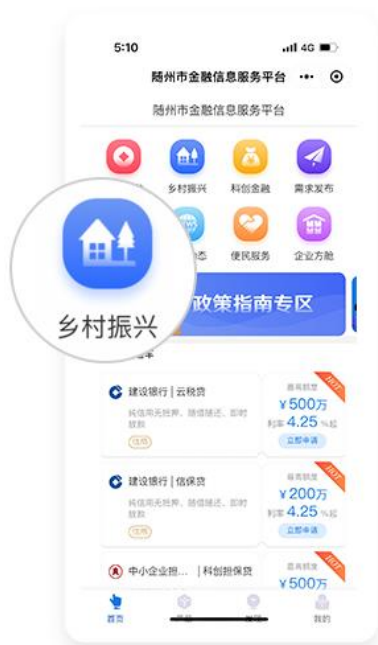 5:10
4G
随州市金融信息服务平台
随州市金融信息服务平台
乡村振兴
科创金融
需求发布
便民服务
企业方舱
乡村振兴
政策指南专区
建设银行 | 云税贷
纯信用无抵押、随借随还、即时
放款
信用
HOT
最高额度
¥500万
利率 4.25 %起
立即申请
建设银行 | 信保贷
纯信用无抵押、随借随还、即时
放款
信用
HOT
最高额度
¥200万
利率 4.25 %起
立即申请
中小企业担... | 科创担保贷
HOT
最高额度
¥500万
首页
我的